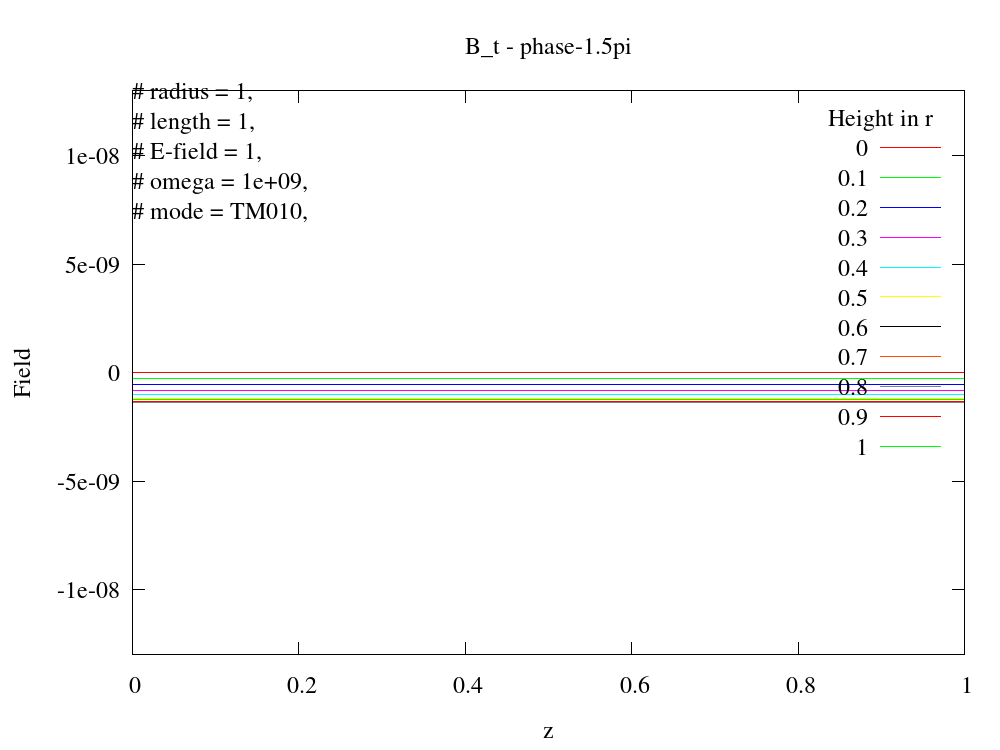 B_t - phase-1.5pi
# radius = 1,
# length = 1,
# E-field = 1,
# omega = 1e+09,
# mode = TM010,
Height in r
0
0.1
0.2
0.3
0.4
0.5
0.6
0.7
0.8
0.9
1
1e-08
5e-09
0
-5e-09
-1e-08
Field
0 0.2 0.4 0.6 0.8 1
z